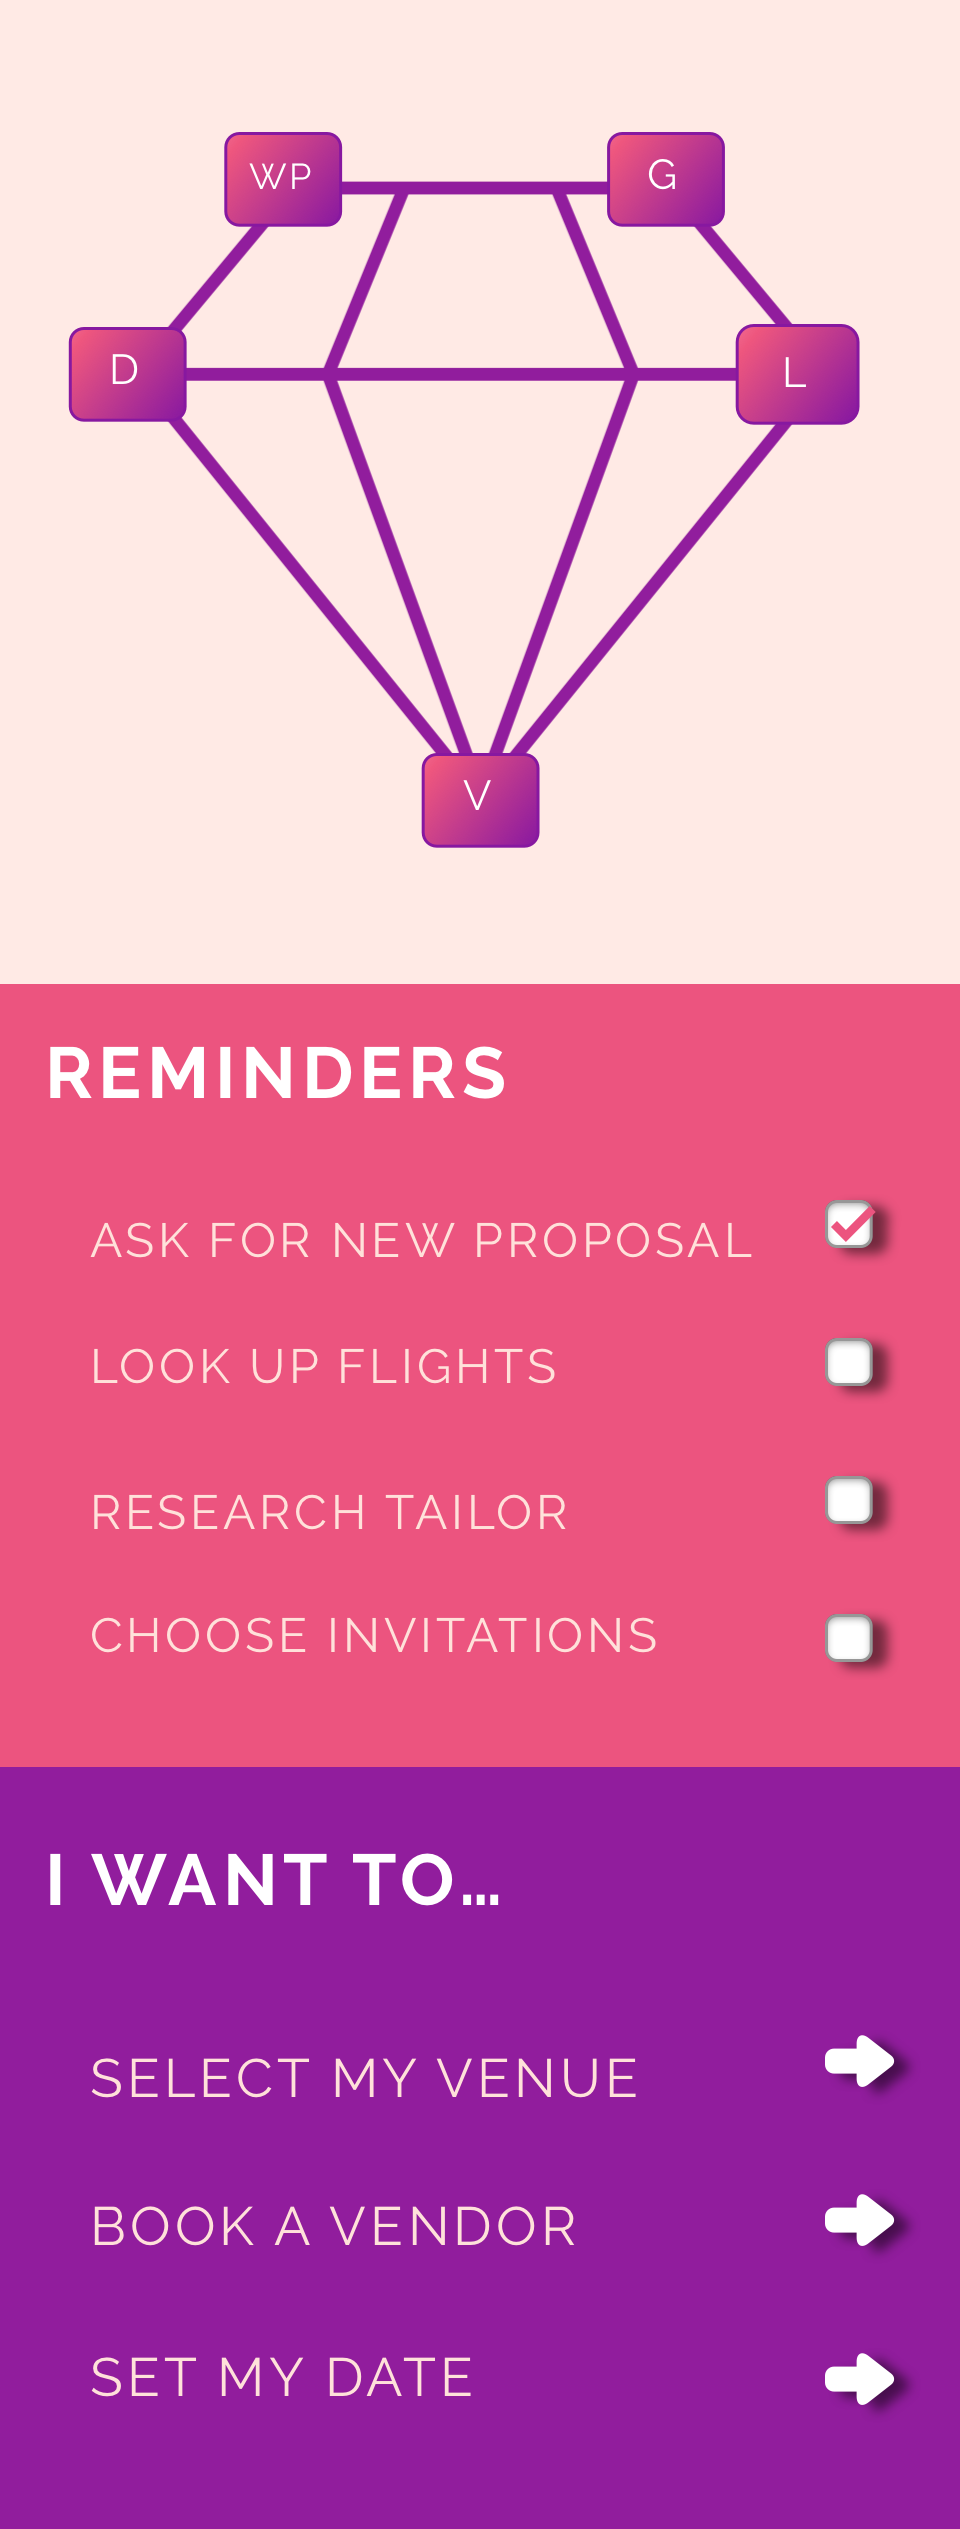 WP
G
D
L
V
REMINDERS
ASK FOR NEW PROPOSAL
LOOK UP FLIGHTS
RESEARCH TAILOR
CHOOSE INVITATIONS
I WANT TO...
SELECT MY VENUE
BOOK A VENDOR
SET MY DATE